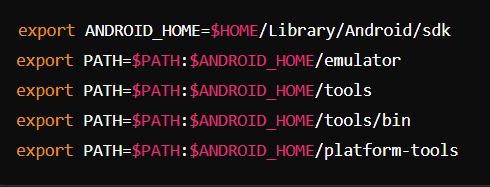 export ANDROID_HOME=$HOME/Library/Android/sdk
export PATH=$PATH:$ANDROID_HOME/emulator
export PATH=$PATH:$ANDROID_HOME/tools
export PATH=$PATH:$ANDROID_HOME/tools/bin
export PATH=$PATH:$ANDROID_HOME/platform-tools